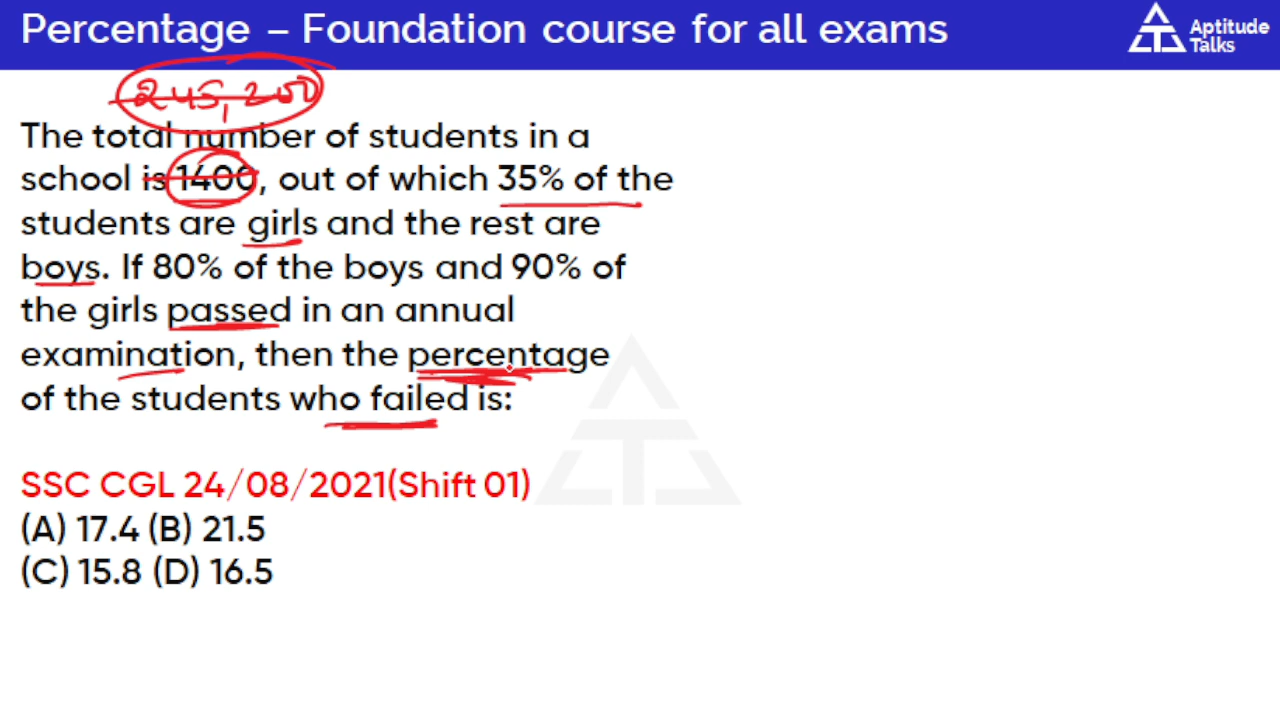 Percentage – Foundation course for all exams
Aptitude
Talks
245,200
The total number of students in a
school is 1400, out of which 35% of the
students are girls and the rest are
boys. If 80% of the boys and 90% of
the girls passed in an annual
examination, then the percentage
of the students who failed is:
SSC CGL 24/08/2021(Shift 01)
(A) 17.4 (B) 21.5
(C) 15.8 (D) 16.5